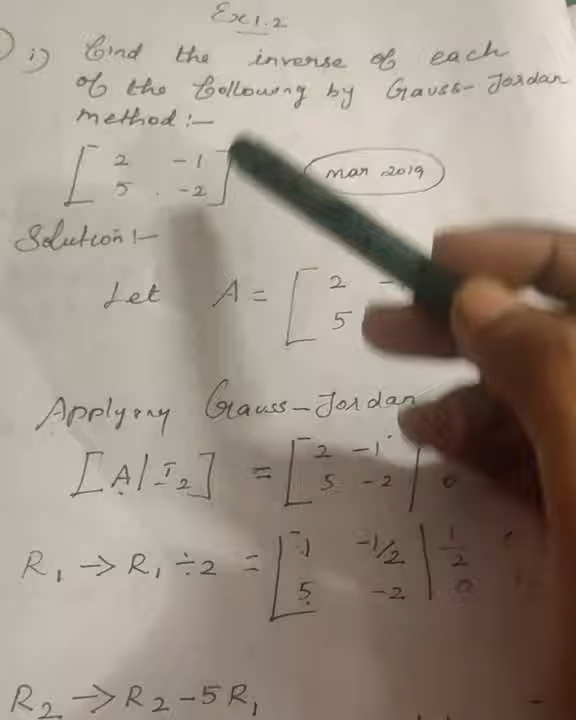 Ex 1.2
i) Find the inverse of each
of the following by Gauss-Jordan
method:-
[ 2 -1
5 -2 ]
Mar 2019
Solution:-
Let A = [ 2
5
Applying Gauss-Jordan
[A|I2] = [ 2 -1 |
5 -2 | 0
R1 → R1 ÷ 2 = [ 1 -1/2 | 1/2
5 -2 | 0
R2 → R2 - 5R1